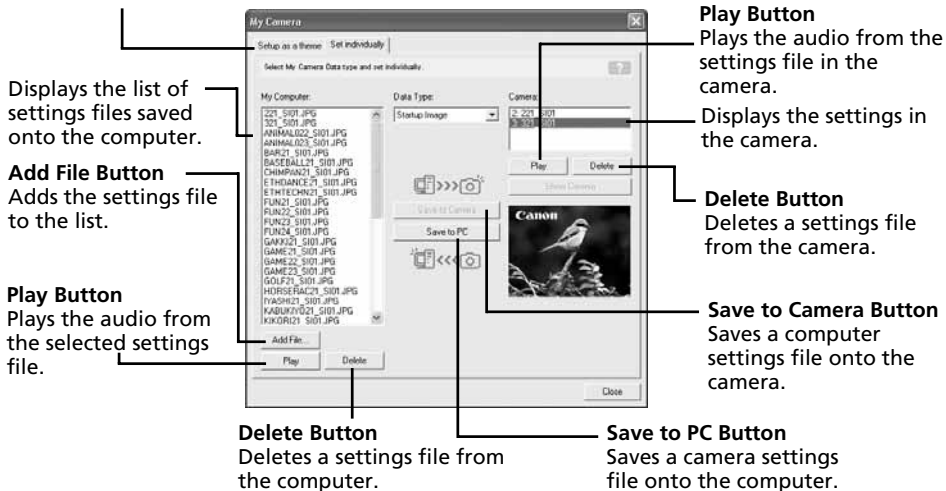 My Camera
Setup as a theme
Set individually
Select My Camera Data type and set individually.
My Computer:
221_SI01.JPG
321_SI01.JPG
ANIMAL022_SI01.JPG
ANIMAL023_SI01.JPG
BAR21_SI01.JPG
BASEBALL21_SI01.JPG
CHIMPAN21_SI01.JPG
ETHDANCE21_SI01.JPG
ETHTECHN21_SI01.JPG
FUN21_SI01.JPG
FUN22_SI01.JPG
FUN23_SI01.JPG
FUN24_SI01.JPG
GAKKI21_SI01.JPG
GAME21_SI01.JPG
GAME22_SI01.JPG
GAME23_SI01.JPG
GOLF21_SI01.JPG
HORSERAC21_SI01.JPG
IYASHI21_SI01.JPG
KABUKIYO21_SI01.JPG
KIKORI21_SI01.JPG
Add File...
Play
Delete
Data Type:
Startup Image
Save to Camera
Save to PC
Camera:
2: 221_SI01
3: 321_SI01
Play
Delete
Show Camera
Canon
Close
Displays the list of
settings files saved
onto the computer.
Add File Button
Adds the settings file
to the list.
Play Button
Plays the audio from
the selected settings
file.
Delete Button
Deletes a settings file from
the computer.
Play Button
Plays the audio from the
settings file in the
camera.
Displays the settings in
the camera.
Delete Button
Deletes a settings file
from the camera.
Save to Camera Button
Saves a computer
settings file onto the
camera.
Save to PC Button
Saves a camera settings
file onto the computer.